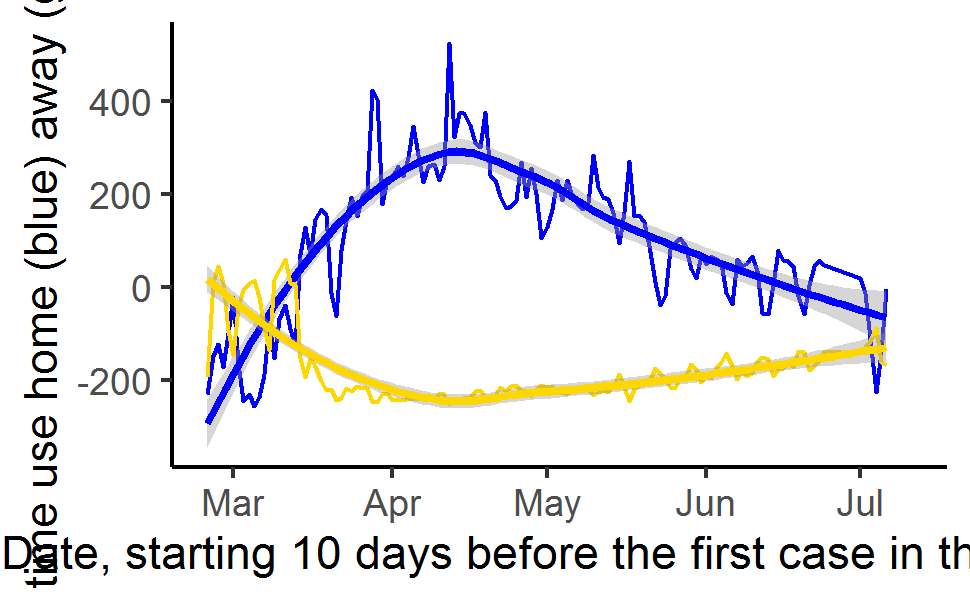 time use home (blue) away (
400
200
0
-200
Mar Apr May Jun Jul
Date, starting 10 days before the first case in th